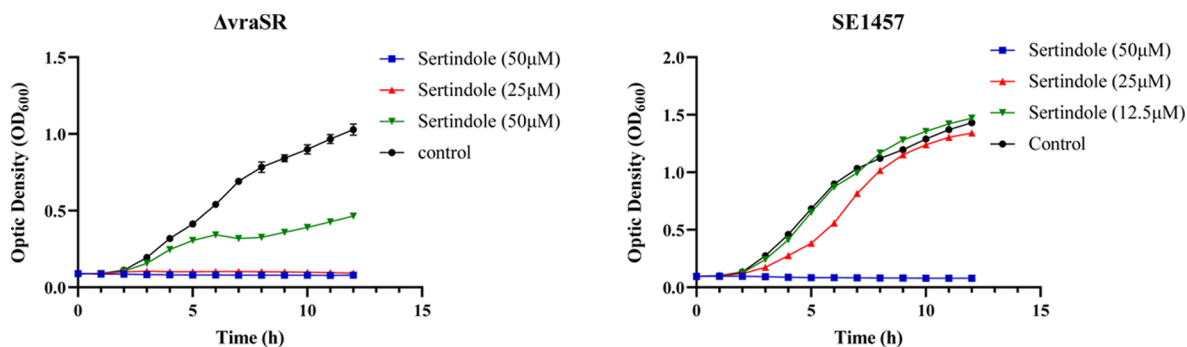 ΔvraSR
Optic Density (OD600)
1.5
1.0
0.5
0.0
0
5
10
15
Time (h)
Sertindole (50μM)
Sertindole (25μM)
Sertindole (50μM)
control
SE1457
Optic Density (OD600)
2.0
1.5
1.0
0.5
0.0
0
5
10
15
Time (h)
Sertindole (50μM)
Sertindole (25μM)
Sertindole (12.5μM)
Control